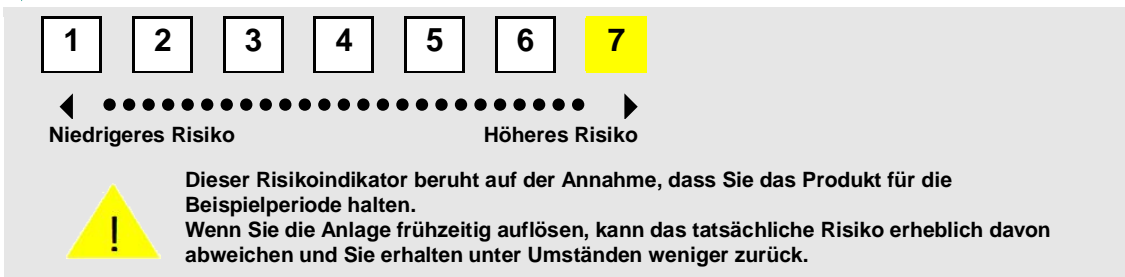 1 2 3 4 5 6 7
Niedrigeres Risiko Höheres Risiko
Dieser Risikoindikator beruht auf der Annahme, dass Sie das Produkt für die
Beispielperiode halten.
! Wenn Sie die Anlage frühzeitig auflösen, kann das tatsächliche Risiko erheblich davon
abweichen und Sie erhalten unter Umständen weniger zurück.